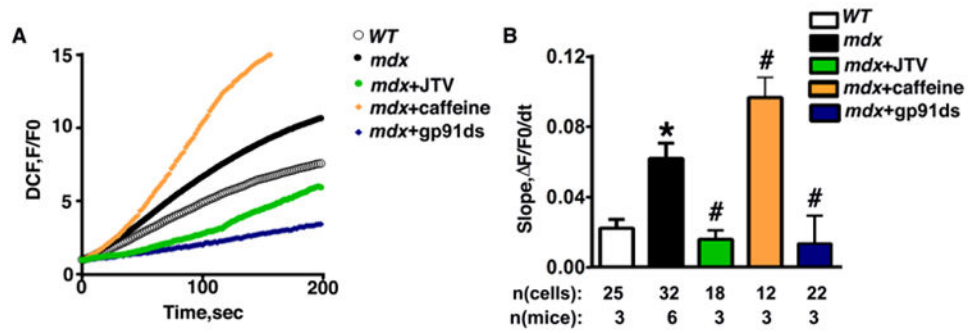 A
DCF,F/F0
15
10
5
0
0
100
200
Time,sec
WT
mdx
mdx+JTV
mdx+caffeine
mdx+gp91ds
B
Slope,ΔF/F0/dt
0.12
0.08
0.04
0.00
*
#
#
#
WT
mdx
mdx+JTV
mdx+caffeine
mdx+gp91ds
n(cells): 25 32 18 12 22
n(mice): 3 6 3 3 3